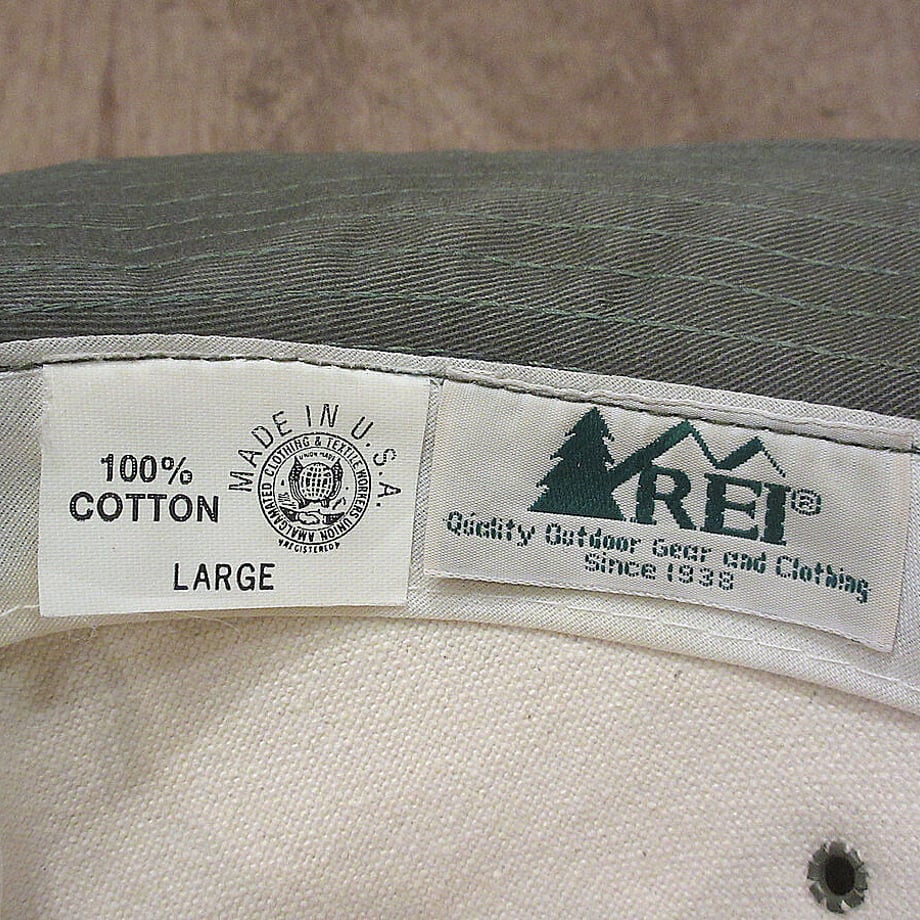 100%
COTTON
MADE IN U.S.A.
AMALGAMATED CLOTHING & TEXTILE WORKERS UNION
UNION MADE
REGISTERED
LARGE
REI®
Quality Outdoor Gear and Clothing
Since 1938